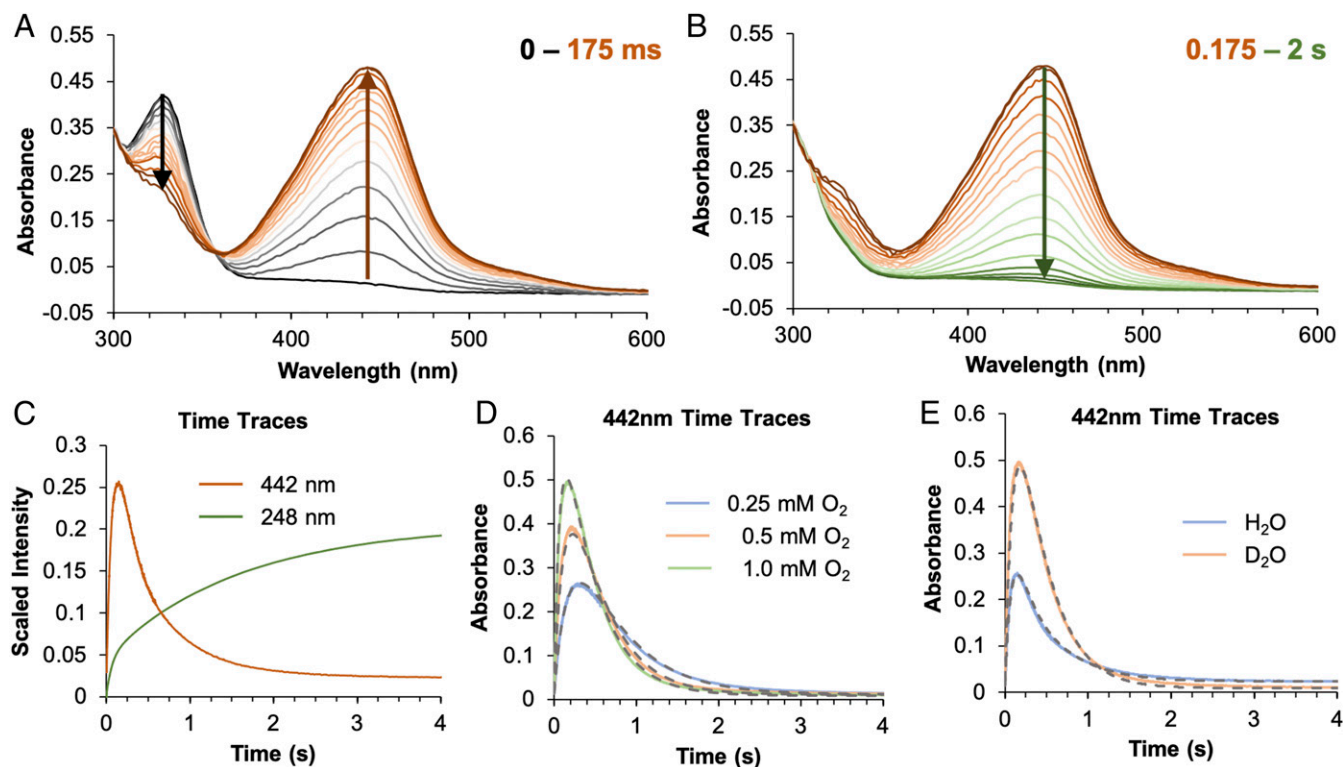 A
0 – 175 ms
Absorbance
0.55
0.45
0.35
0.25
0.15
0.05
-0.05
300
400
500
600
Wavelength (nm)
B
0.175 – 2 s
Absorbance
0.55
0.45
0.35
0.25
0.15
0.05
-0.05
300
400
500
600
Wavelength (nm)
C
Time Traces
Scaled Intensity
0.3
0.25
0.2
0.15
0.1
0.05
0
442 nm
248 nm
0
1
2
3
4
Time (s)
D
442nm Time Traces
Absorbance
0.6
0.5
0.4
0.3
0.2
0.1
0
0.25 mM O₂
0.5 mM O₂
1.0 mM O₂
0
1
2
3
4
Time (s)
E
442nm Time Traces
Absorbance
0.6
0.5
0.4
0.3
0.2
0.1
0
H₂O
D₂O
0
1
2
3
4
Time (s)